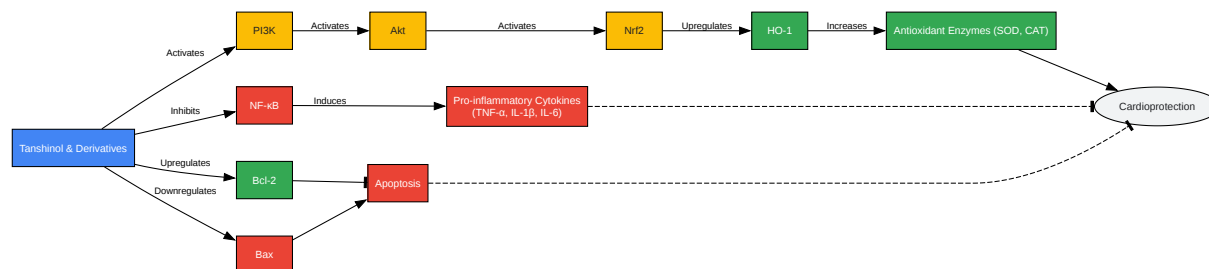 PI3K
Activates
Akt
Activates
Nrf2
Upregulates
HO-1
Increases
Antioxidant Enzymes (SOD, CAT)
Activates
NF-κB
Induces
Pro-inflammatory Cokines
(TNF-α, IL-1β, IL-6)
Cardioprotection
Inhibits
Tanshinol & Derivatives
Upregulates
Bcl-2
Apoptosis
Downregulates
Bax